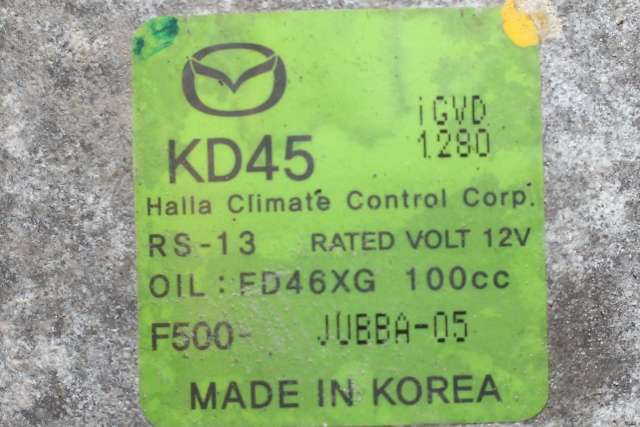 iGVD
1280
KD45
Halla Climate Control Corp.
RS-13 RATED VOLT 12V
OIL : FD46XG 100cc
F500- JUBBA-05
MADE IN KOREA